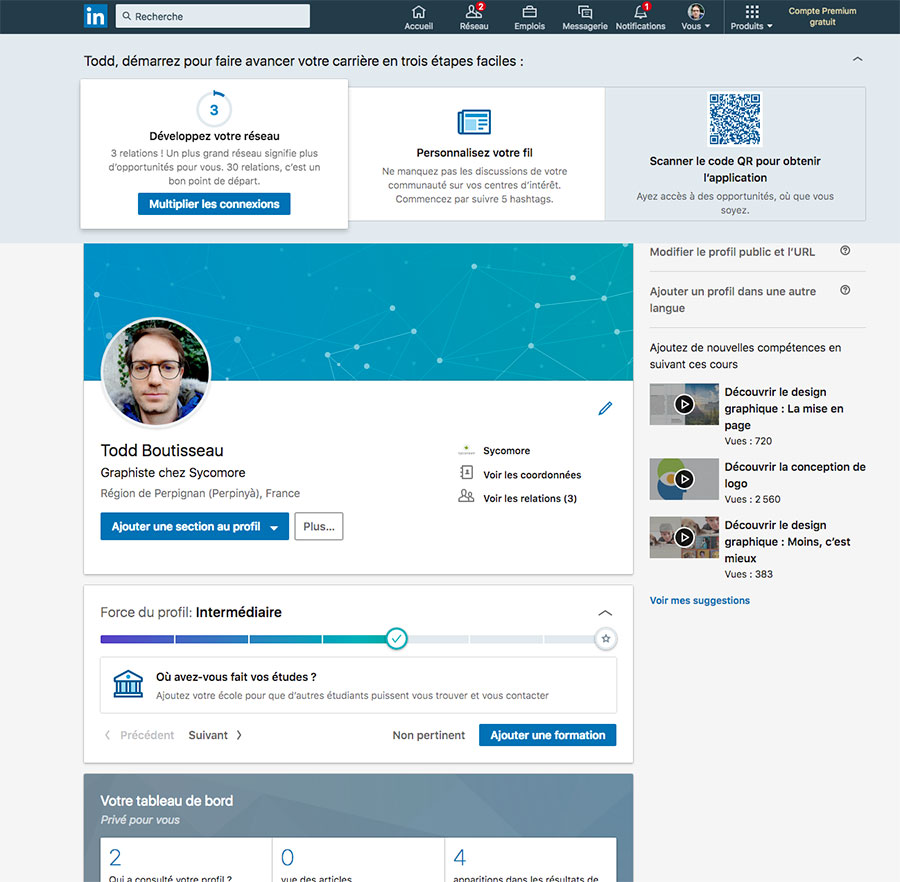 in
Recherche
Accueil
2
Réseau
Emplois
Messagerie
1
Notifications
Vous
Produits
Compte Premium
gratuit
Todd, démarrez pour faire avancer votre carrière en trois étapes faciles :
3
Développez votre réseau
3 relations ! Un plus grand réseau signifie plus
d'opportunités pour vous. 30 relations, c'est un
bon point de départ.
Multiplier les connexions
Personnalisez votre fil
Ne manquez pas les discussions de votre
communauté sur vos centres d'intérêt.
Commencez par suivre 5 hashtags.
Scanner le code QR pour obtenir
l'application
Ayez accès à des opportunités, où que vous
soyez.
Todd Boutisseau
Graphiste chez Sycomore
Région de Perpignan (Perpinyà), France
Ajouter une section au profil
Plus...
Sycomore
Voir les coordonnées
Voir les relations (3)
Force du profil: Intermédiaire
Où avez-vous fait vos études ?
Ajoutez votre école pour que d'autres étudiants puissent vous trouver et vous contacter
Précédent
Suivant
Non pertinent
Ajouter une formation
Votre tableau de bord
Privé pour vous
2
Qui a consulté votre profil ?
0
vue des articles
4
apparitions dans les résultats de
Modifier le profil public et l'URL
Ajouter un profil dans une autre
langue
Ajoutez de nouvelles compétences en
suivant ces cours
Découvrir le design
graphique : La mise en
page
Vues : 720
Découvrir la conception de
logo
Vues : 2 560
Découvrir le design
graphique : Moins, c'est
mieux
Vues : 383
Voir mes suggestions